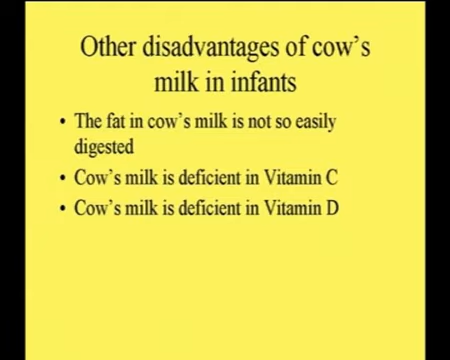 Other disadvantages of cow's
milk in infants
• The fat in cow's milk is not so easily
digested
• Cow's milk is deficient in Vitamin C
• Cow's milk is deficient in Vitamin D